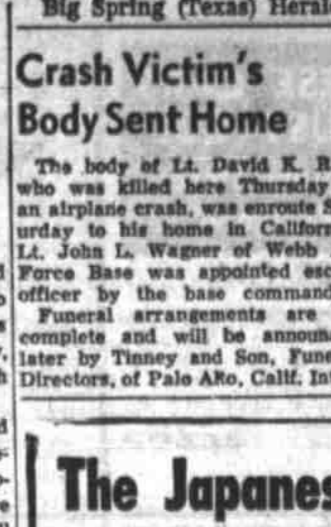 Big Spring (Texas) Heral
Crash Victim's
Body Sent Home
The body of Lt. David K. R
who was killed here Thursday
an airplane crash, was enroute S
urday to his home in Californ
Lt. John L. Wagner of Webb
Force Base was appointed esc
officer by the base command
Funeral arrangements are
complete and will be announ
later by Tinney and Son, Fune
Directors, of Palo Alto, Calif. In
The Japanes